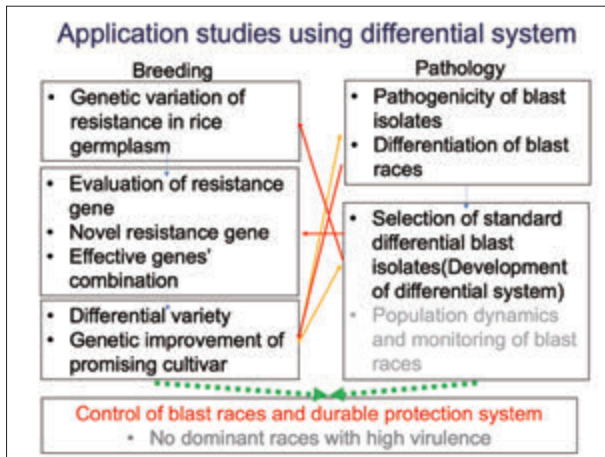 Application studies using differential system
Breeding
• Genetic variation of
resistance in rice
germplasm
• Evaluation of resistance
gene
• Novel resistance gene
• Effective genes'
combination
• Differential variety
• Genetic improvement of
promising cultivar
Pathology
• Pathogenicity of blast
isolates
• Differentiation of blast
races
• Selection of standard
differential blast
isolates(Development
of differential system)
• Population dynamics
and monitoring of blast
races
Control of blast races and durable protection system
• No dominant races with high virulence